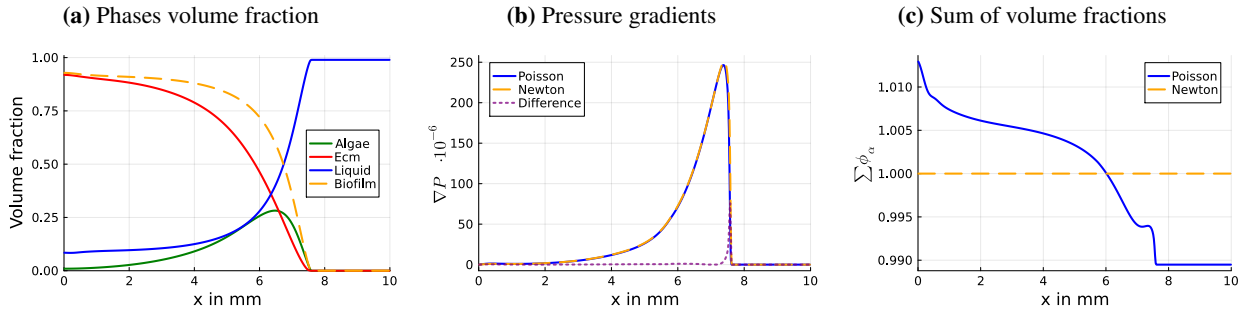 (a) Phases volume fraction
Volume fraction
1.00
0.75
0.50
0.25
0.00
Algae
Ecm
Liquid
Biofilm
0 2 4 6 8 10
x in mm
(b) Pressure gradients
∇P ·10⁻⁶
250
200
150
100
50
0
Poisson
Newton
Difference
0 2 4 6 8 10
x in mm
(c) Sum of volume fractions
∑ϕ_α
1.010
1.005
1.000
0.995
0.990
Poisson
Newton
0 2 4 6 8 10
x in mm